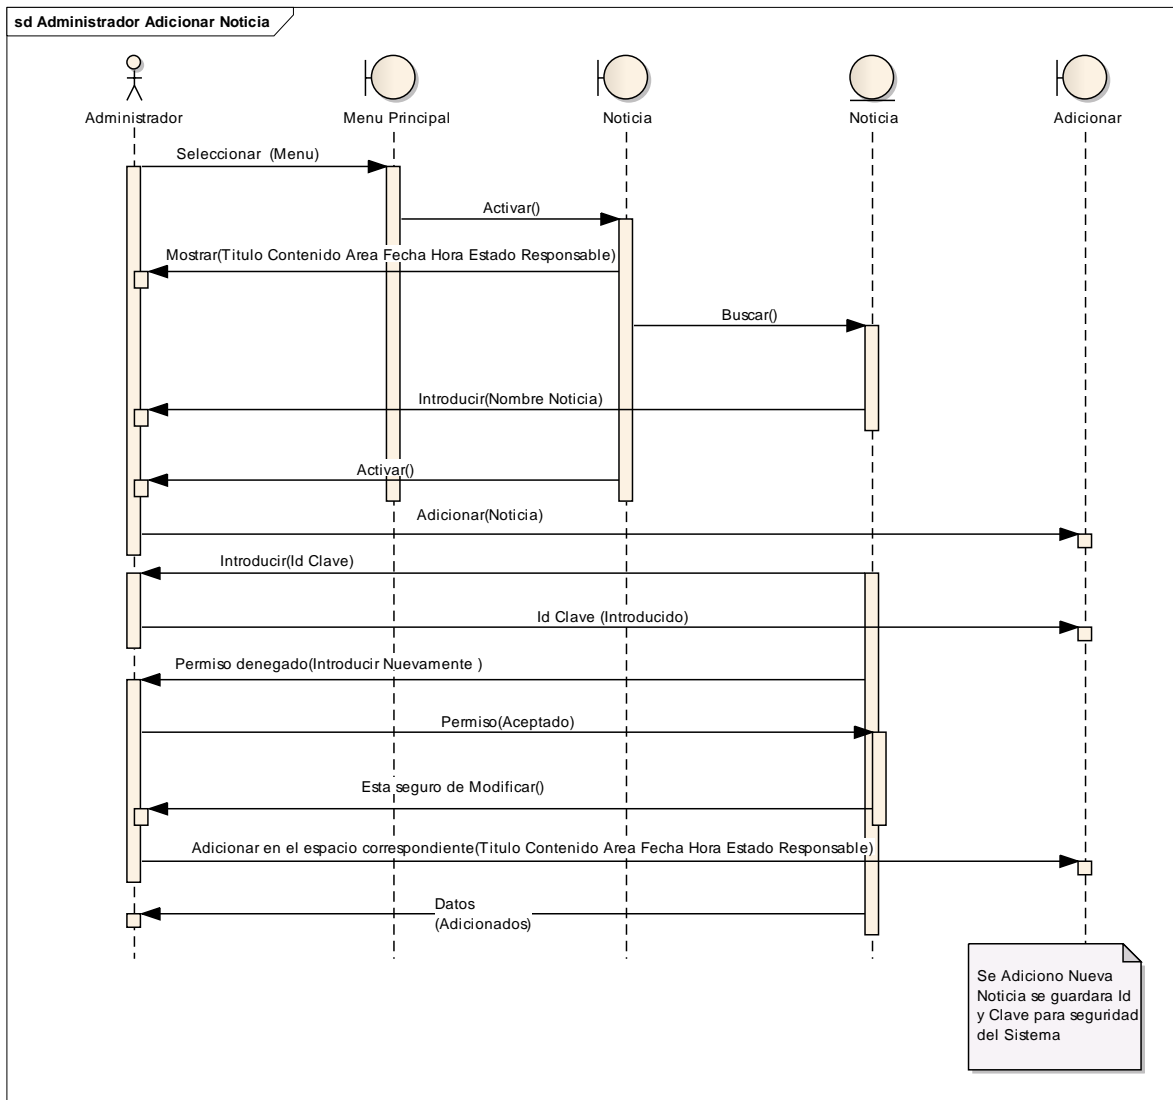 sd Administrador Adicionar Noticia
Administrador
Menu Principal
Noticia
Noticia
Adicionar
Seleccionar (Menu)
Activar()
Mostrar(Titulo Contenido Area Fecha Hora Estado Responsable)
Buscar()
Introducir(Nombre Noticia)
Activar()
Adicionar(Noticia)
Introducir(Id Clave)
Id Clave (Introducido)
Permiso denegado(Introducir Nuevamente )
Permiso(Aceptado)
Esta seguro de Modificar()
Adicionar en el espacio correspondiente(Titulo Contenido Area Fecha Hora Estado Responsable)
Datos
(Adicionados)
Se Adiciono Nueva
Noticia se guardara Id
y Clave para seguridad
del Sistema